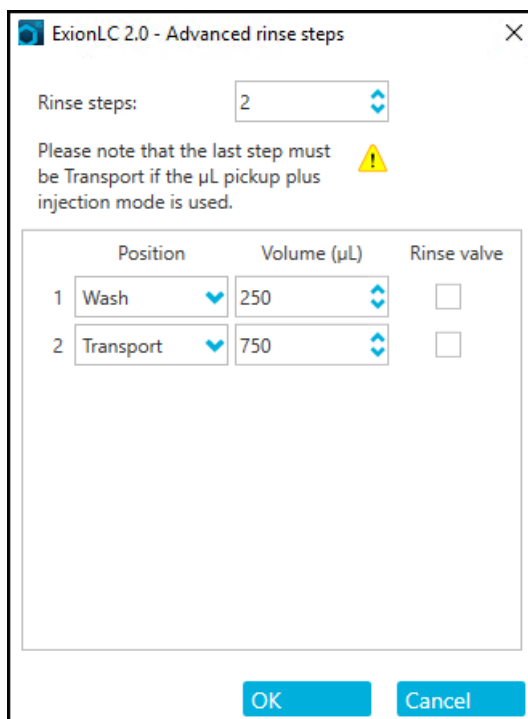 ExionLC 2.0 - Advanced rinse steps
Rinse steps: 2
Please note that the last step must
be Transport if the µL pickup plus
injection mode is used.
Position Volume (µL) Rinse valve
1 Wash 250
2 Transport 750
OK Cancel